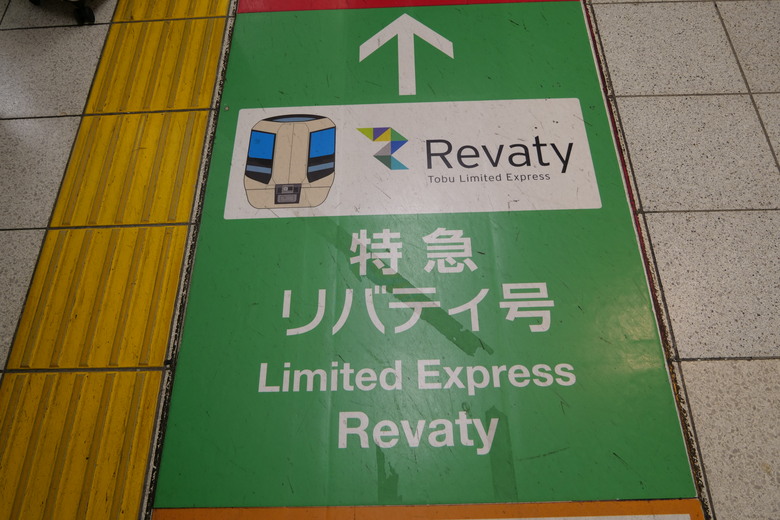 Revaty
Tobu Limited Express
特急
リバティ号
Limited Express
Revaty